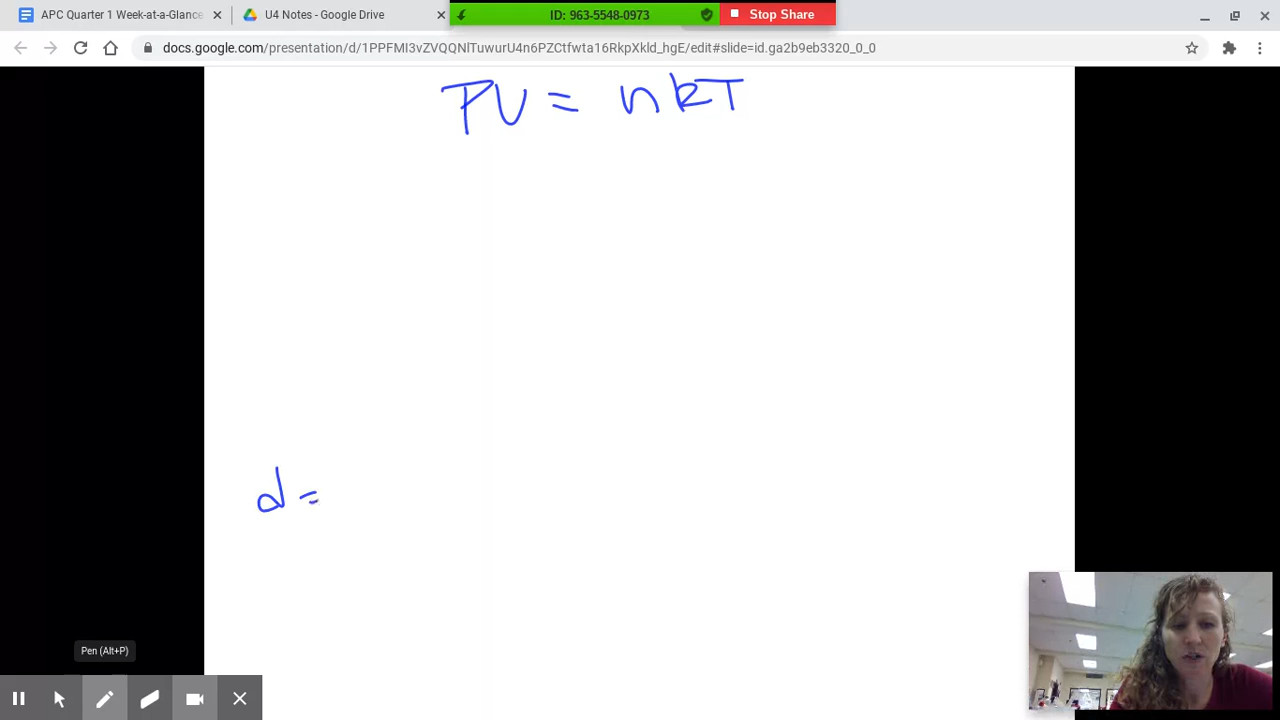 APC Quarter 1 Week-at-a-Glance
U4 Notes - Google Drive
ID: 963-5548-0973
Stop Share
docs.google.com/presentation/d/1PPFMI3vZVQQNlTuwurU4n6PZCtfwta16RkpXkld_hgE/edit#slide=id.ga2b9eb3320_0_0
PV = nRT
d =
Pen (Alt+P)